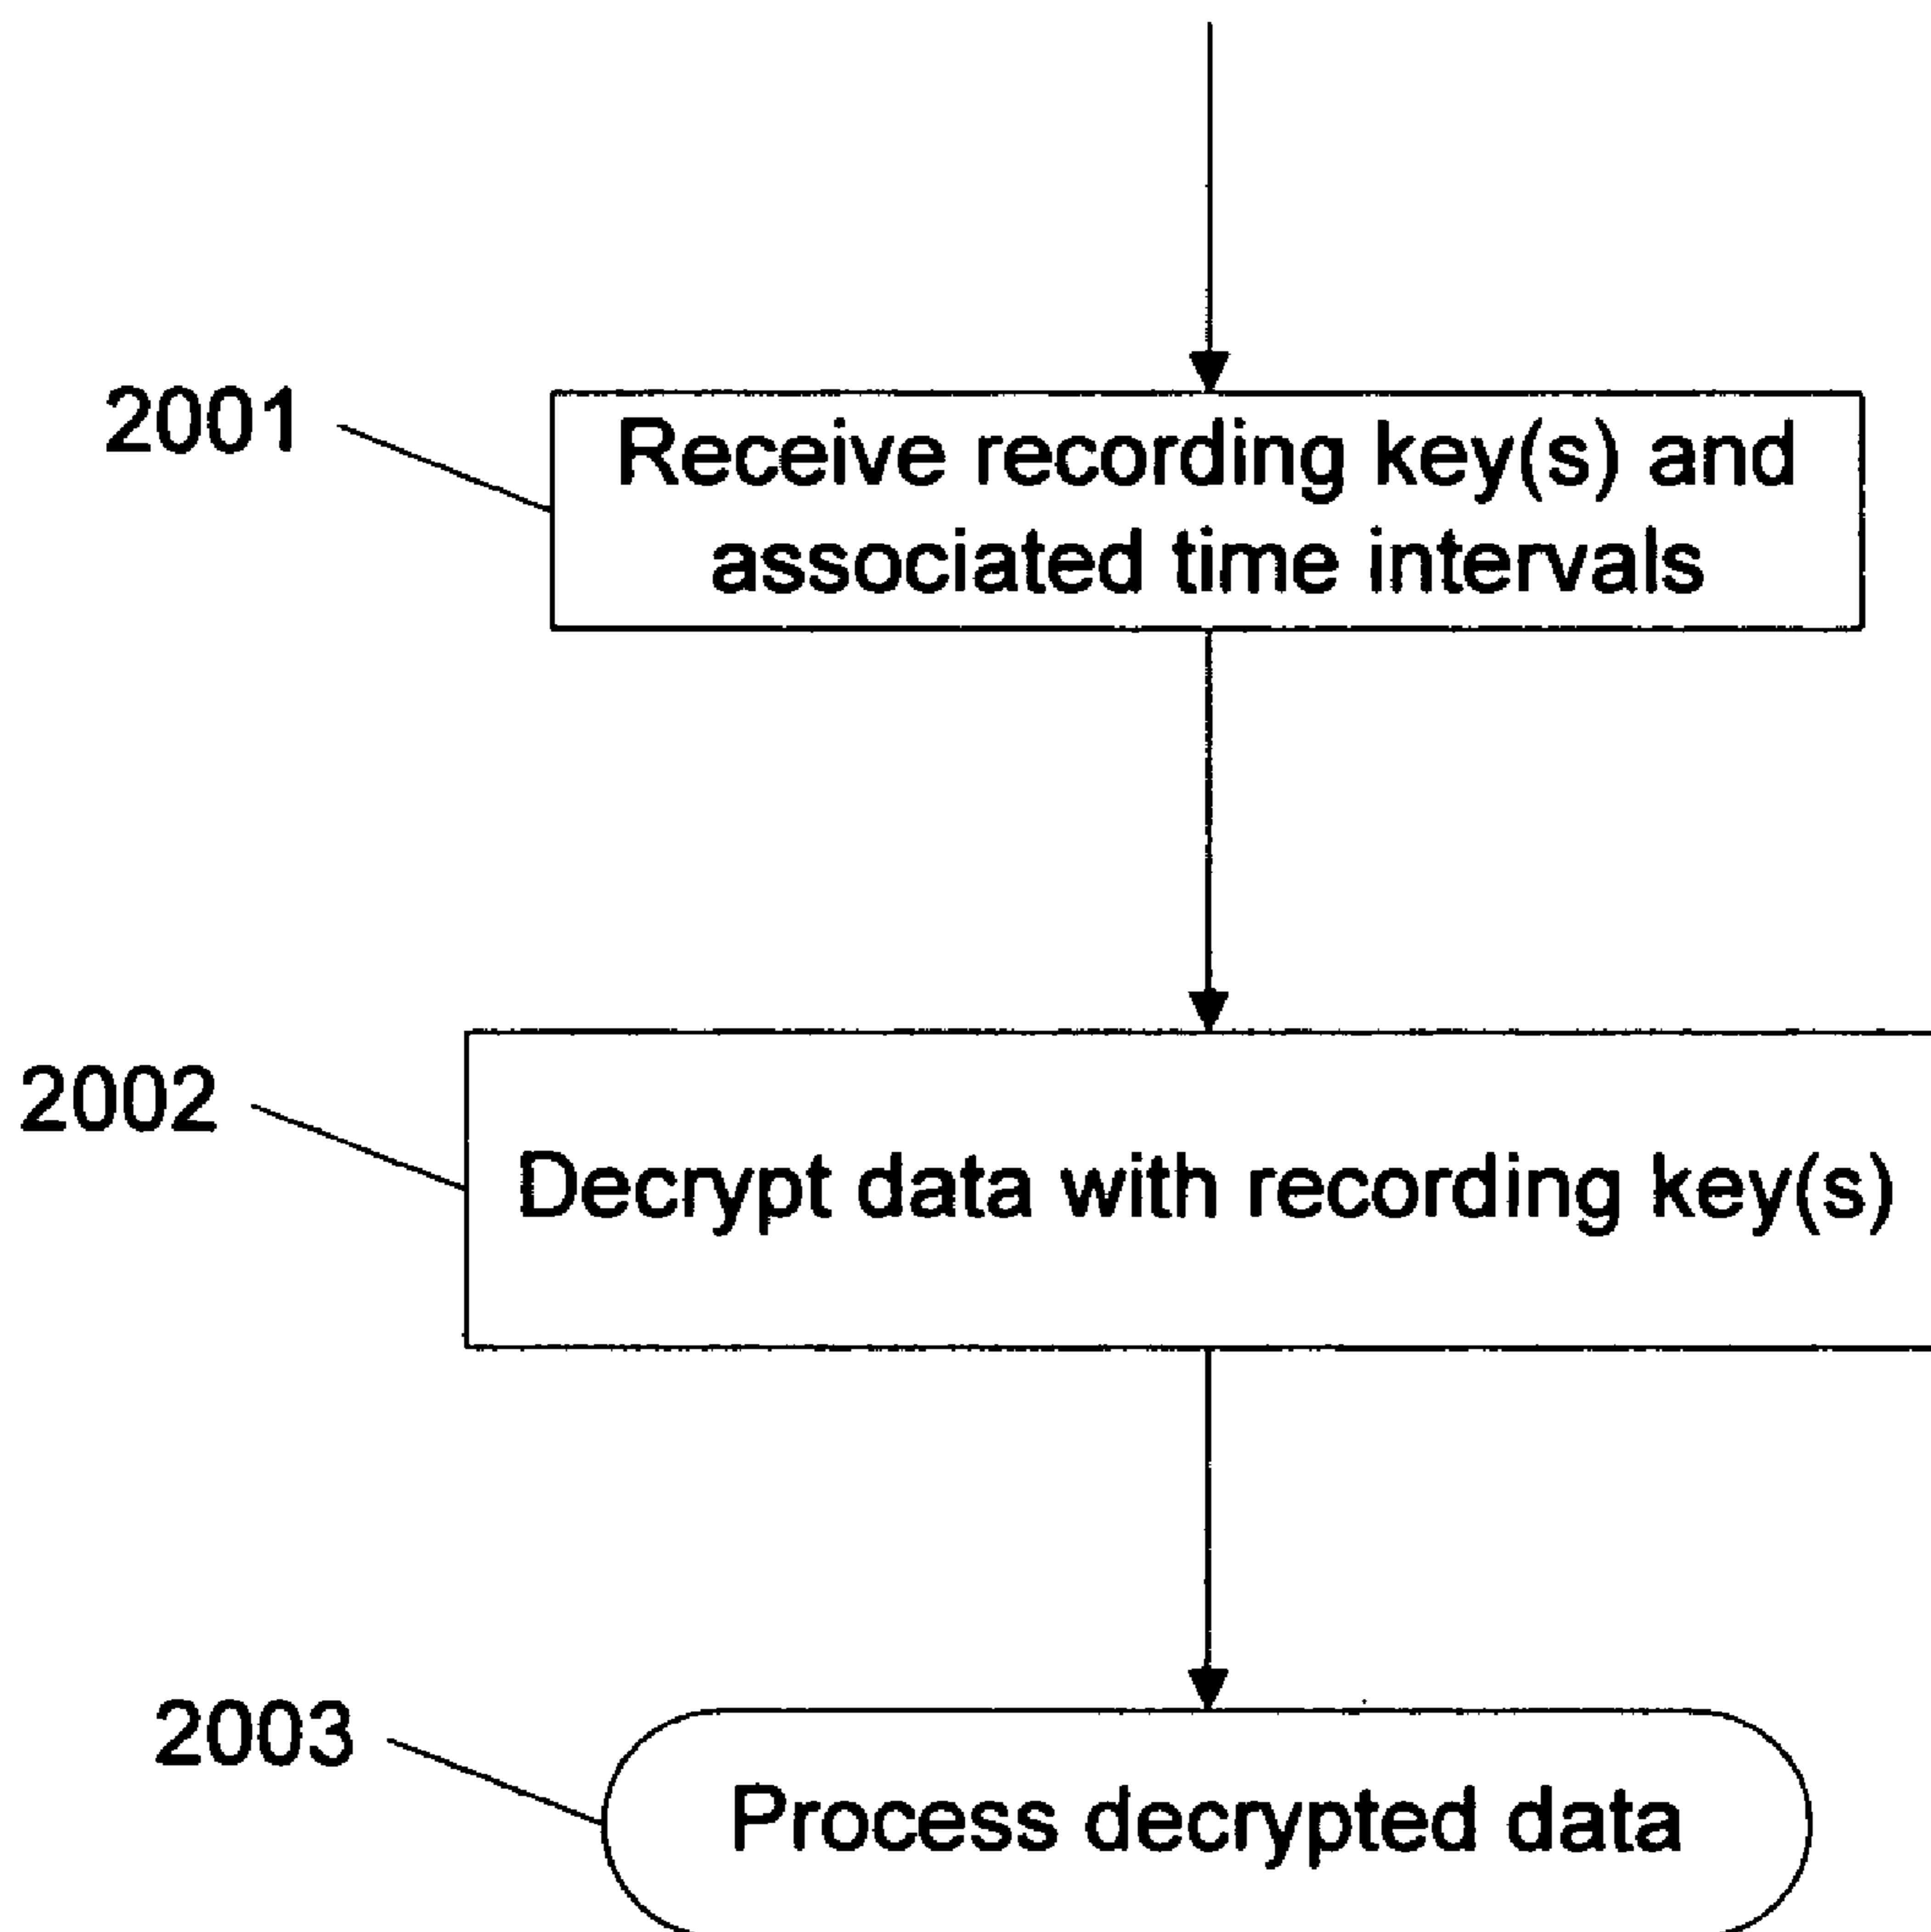 2001
Receive recording key(s) and
associated time intervals
2002
Decrypt data with recording key(s)
2003
Process decrypted data